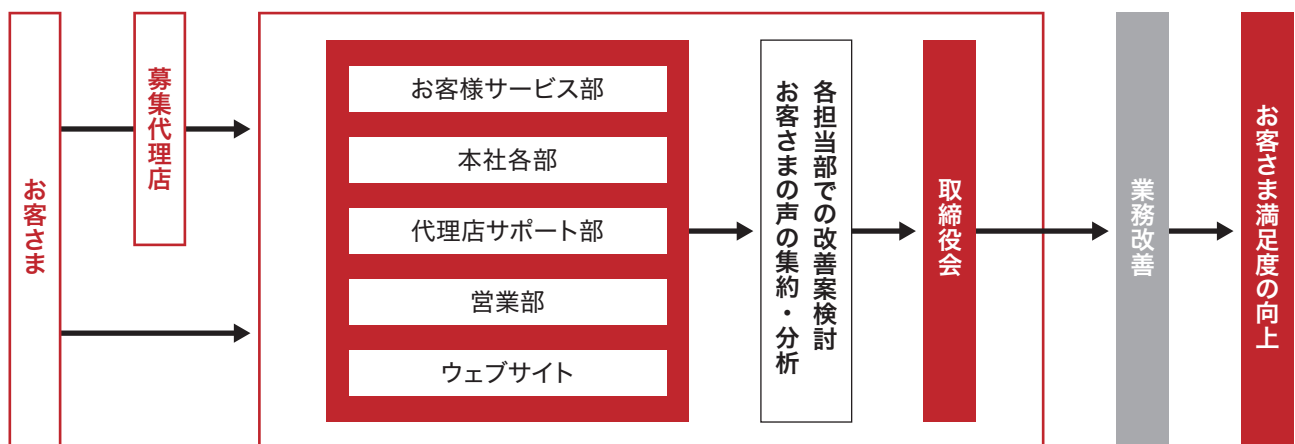 お客さま
募集代理店
お客様サービス部
本社各部
代理店サポート部
営業部
ウェブサイト
各担当部での改善案検討
お客さまの声の集約・分析
取締役会
業務改善
お客さま満足度の向上